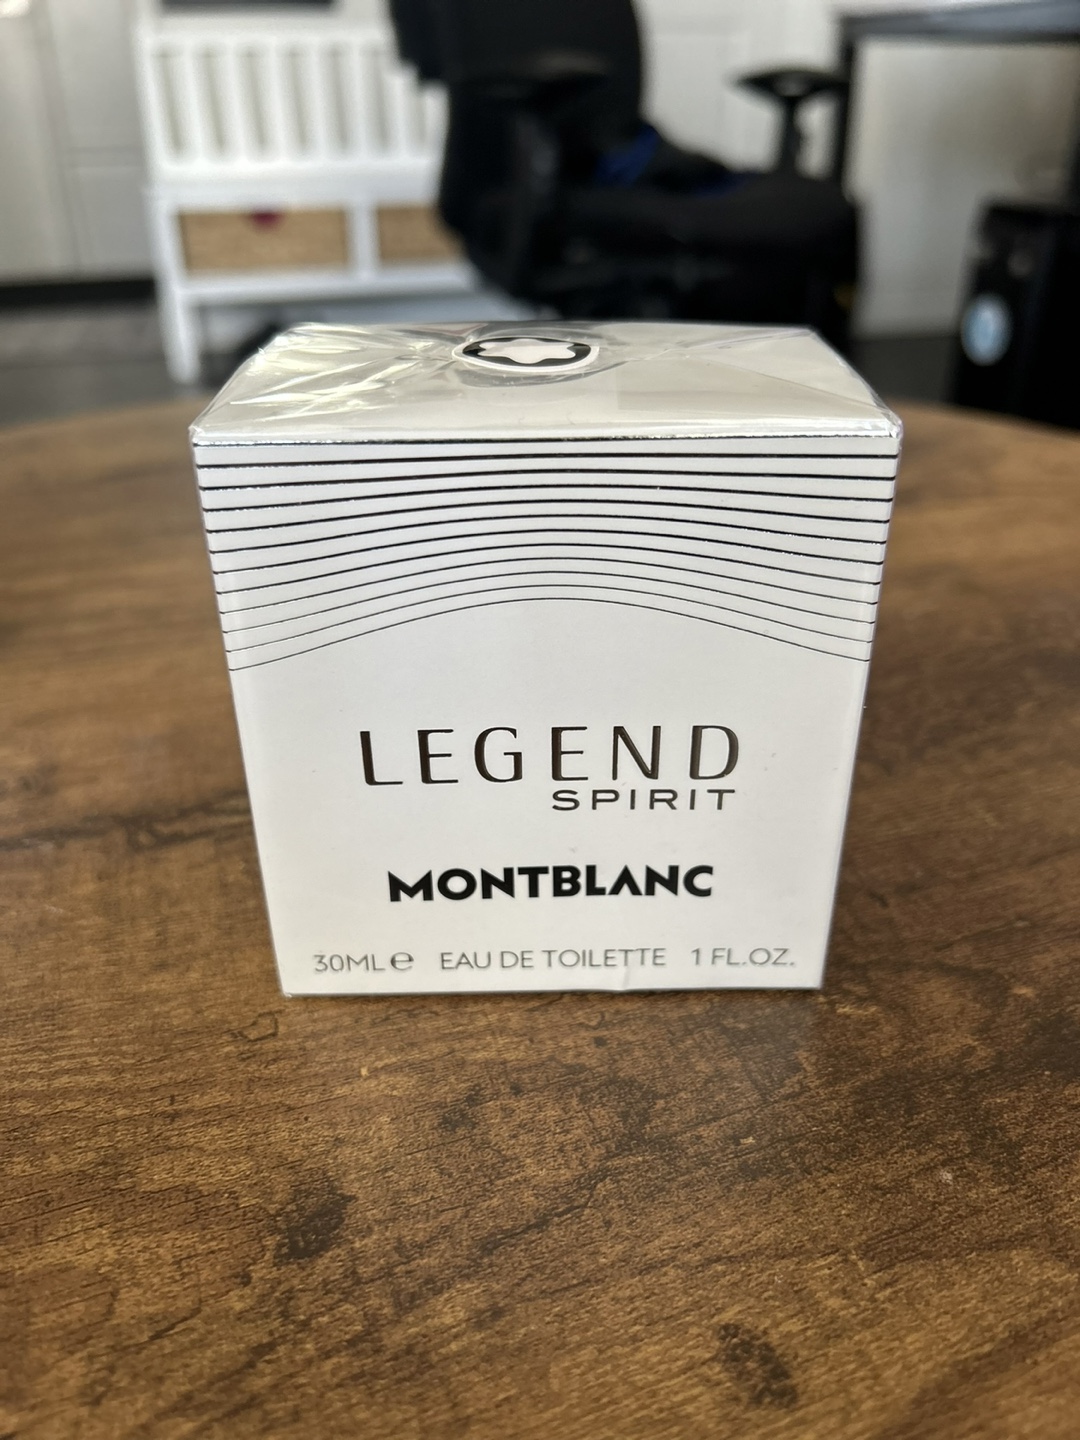 LEGEND
SPIRIT
MONTBLANC
30ML℮ EAU DE TOILETTE 1 FL.OZ.